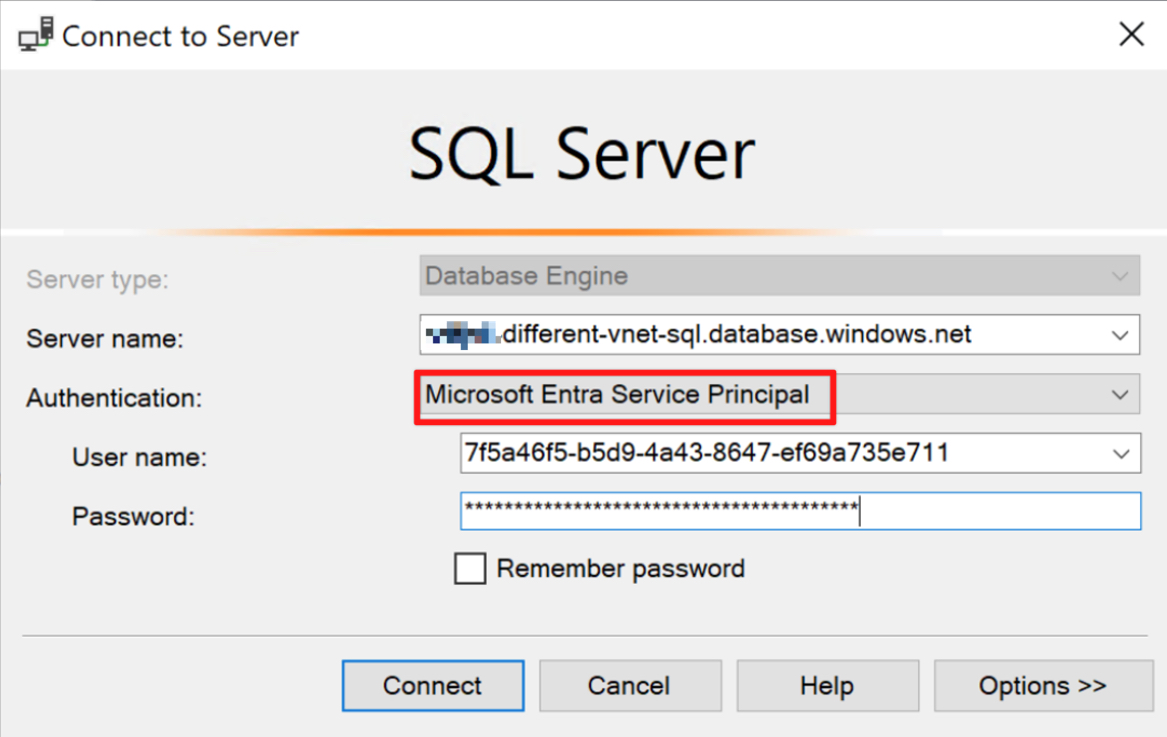 Connect to Server
SQL Server
Server type: Database Engine
Server name: different-vnet-sql.database.windows.net
Authentication: Microsoft Entra Service Principal
User name: 7f5a46f5-b5d9-4a43-8647-ef69a735e711
Password: ****************************************
Remember password
Connect Cancel Help Options >>